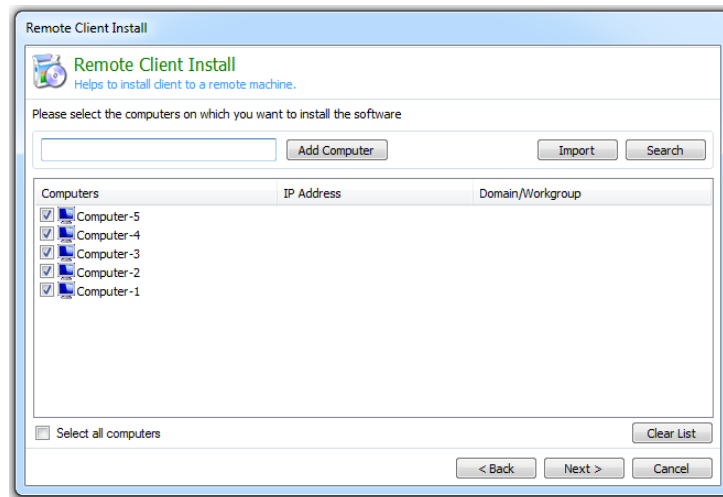 Remote Client Install
Remote Client Install
Helps to install client to a remote machine.
Please select the computers on which you want to install the software
Add Computer Import Search
Computers IP Address Domain/Workgroup
Computer-5
Computer-4
Computer-3
Computer-2
Computer-1
Select all computers Clear List
< Back Next > Cancel